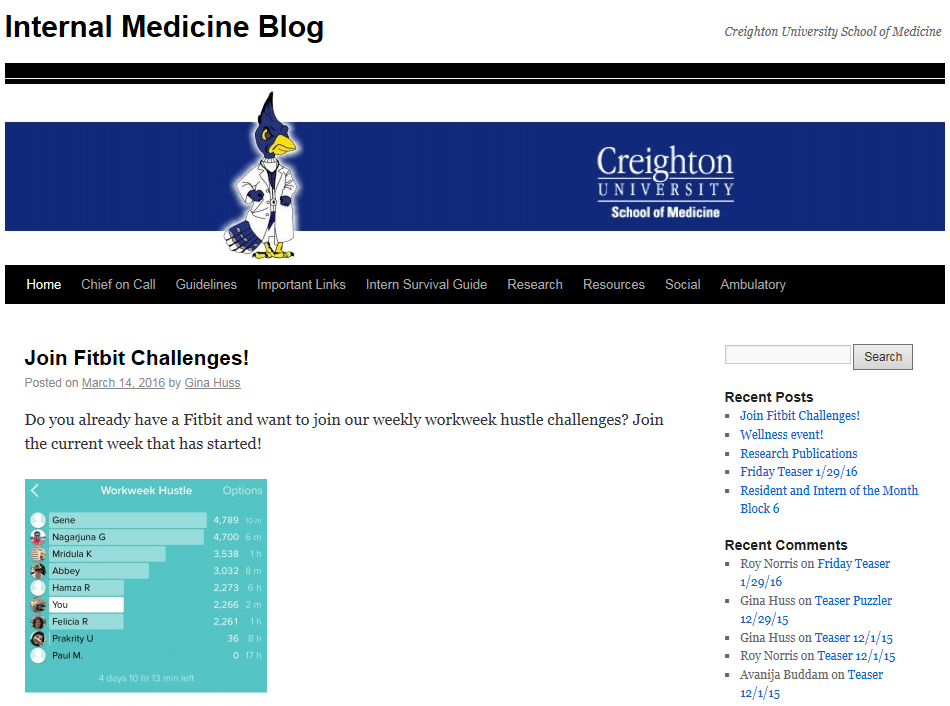 Internal Medicine Blog
Creighton University School of Medicine
Creighton
UNIVERSITY
School of Medicine
Home Chief on Call Guidelines Important Links Intern Survival Guide Research Resources Social Ambulatory
Join Fitbit Challenges!
Posted on March 14, 2016 by Gina Huss
Do you already have a Fitbit and want to join our weekly workweek hustle challenges? Join
the current week that has started!
Workweek Hustle Options
Gene 4,789 10 m
Nagarjuna G 4,700 6 m
Mridula K 3,538 1 h
Abbey 3,032 8 m
Hamza R 2,273 6 h
You 2,266 2 m
Felicia R 2,261 1 h
Prakrity U 36 8 h
Paul M. 0 17 h
4 days 10 hr 13 min left
Search
Recent Posts
Join Fitbit Challenges!
Wellness event!
Research Publications
Friday Teaser 1/29/16
Resident and Intern of the Month
Block 6
Recent Comments
Roy Norris on Friday Teaser
1/29/16
Gina Huss on Teaser Puzzler
12/29/15
Gina Huss on Teaser 12/1/15
Roy Norris on Teaser 12/1/15
Avanija Buddam on Teaser
12/1/15